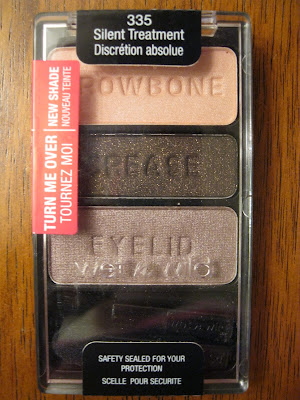 335
Silent Treatment
Discrétion absolue
BROWBONE
TURN ME OVER
TOURNEZ MOI
NEW SHADE
NOUVEAU TEINTE
CREASE
EYELID
wet n wild
SAFETY SEALED FOR YOUR
PROTECTION
SCELLE POUR SECURITE